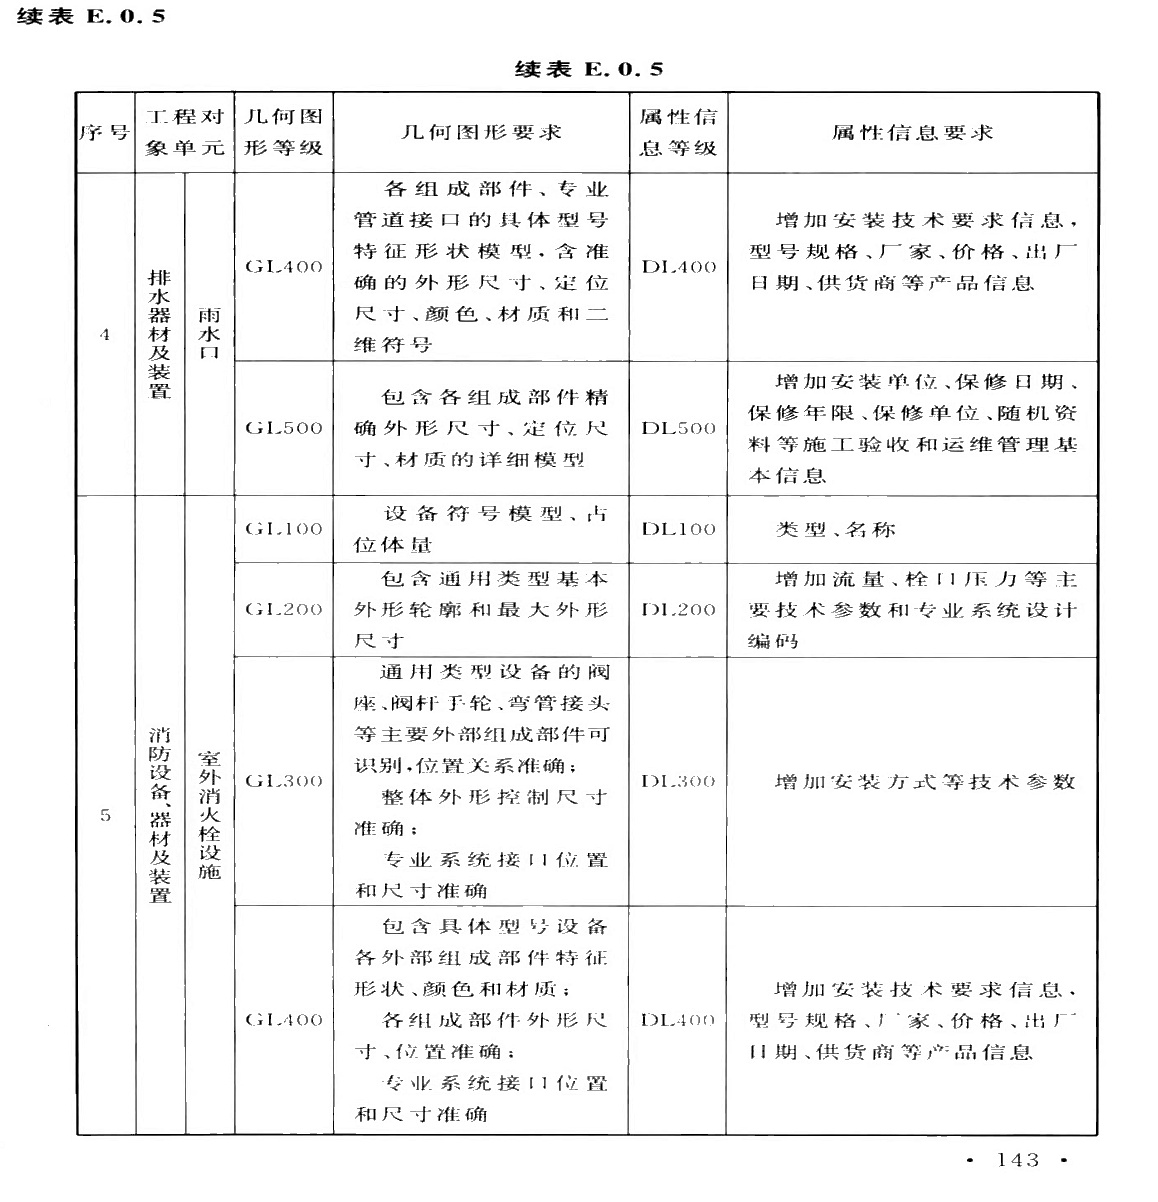 续表 E.0.5
续表 E.0.5
序号
工程对
象单元
几何图
形等级
几何图形要求
属性信
息等级
属性信息要求
4
排水器材及装置
雨水口
GL400
各组成部件、专业
管道接口的具体型号
特征形状模型,含准
确的外形尺寸、定位
尺寸、颜色、材质和二
维符号
DL400
增加安装技术要求信息,
型号规格、厂家、价格、出厂
日期、供货商等产品信息
GL500
包含各组成部件精
确外形尺寸、定位尺
寸、材质的详细模型
DL500
增加安装单位、保修日期、
保修年限、保修单位、随机资
料等施工验收和运维管理基
本信息
5
消防设备、器材及装置
室外消火栓设施
GL100
设备符号模型、占
位体量
DL100
类型、名称
GL200
包含通用类型基本
外形轮廓和最大外形
尺寸
DL200
增加流量、栓口压力等主
要技术参数和专业系统设计
编码
GL300
通用类型设备的阀
座、阀杆手轮、弯管接头
等主要外部组成部件可
识别,位置关系准确;
整体外形控制尺寸
准确;
专业系统接口位置
和尺寸准确
DL300
增加安装方式等技术参数
GL400
包含具体型号设备
各外部组成部件特征
形状、颜色和材质;
各组成部件外形尺
寸、位置准确;
专业系统接口位置
和尺寸准确
DL400
增加安装技术要求信息,
型号规格、厂家、价格、出厂
日期、供货商等产品信息
· 143 ·